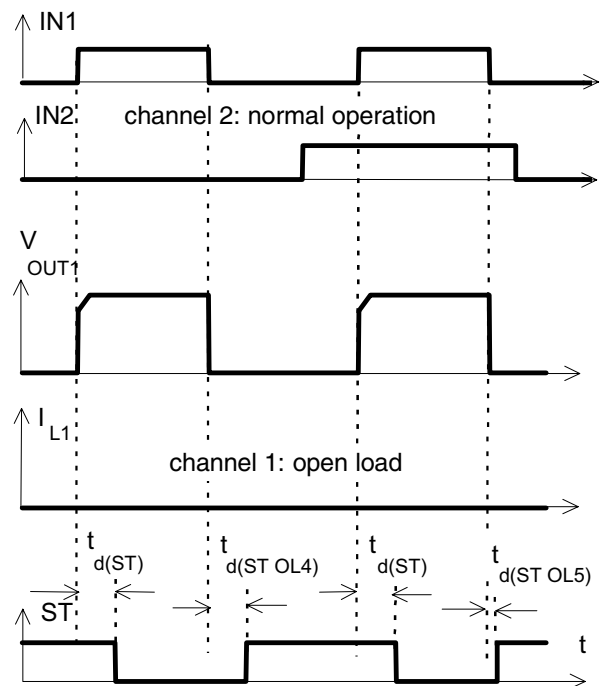 IN1
IN2
channel 2: normal operation
V
OUT1
I
L1
channel 1: open load
t
d(ST)
t
d(ST OL4)
t
d(ST)
t
d(ST OL5)
ST
t